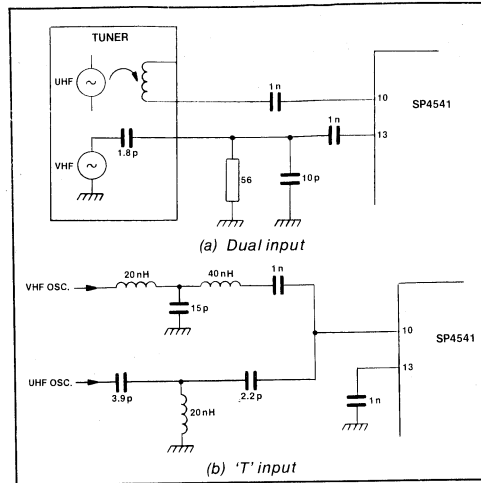 TUNER
UHF
1n
10
SP4541
1n
13
VHF
1.8p
56
10p
(a) Dual input
VHF OSC.
20nH
40nH
1n
15p
10
SP4541
13
UHF OSC.
3.9p
2.2p
1n
20nH
(b) 'T' input